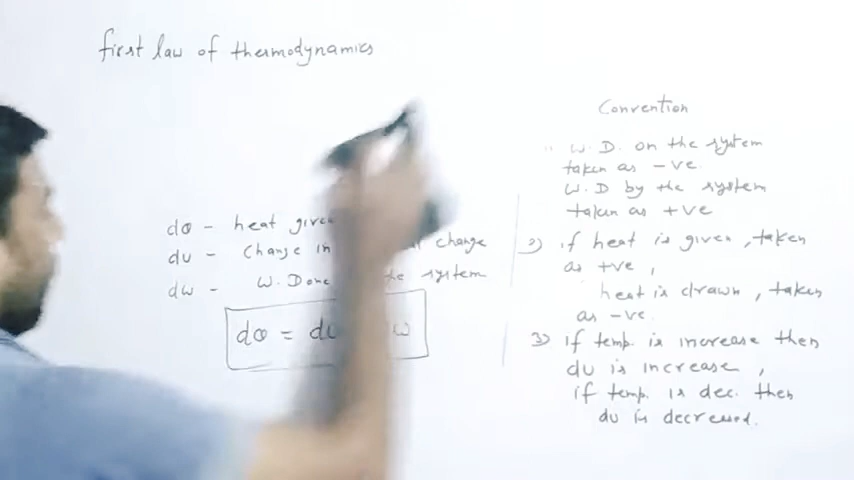 first law of thermodynamics
dQ - heat given
du - Change in change
dw - W. Done the system
dQ = du w
Convention
1) W. D. on the system
taken as -ve.
W. D by the system
taken as +ve
2) if heat is given, taken
as +ve,
heat is drawn, taken
as -ve.
3) if temp. is increase then
du is increase,
if temp. is dec. then
du is decreased.